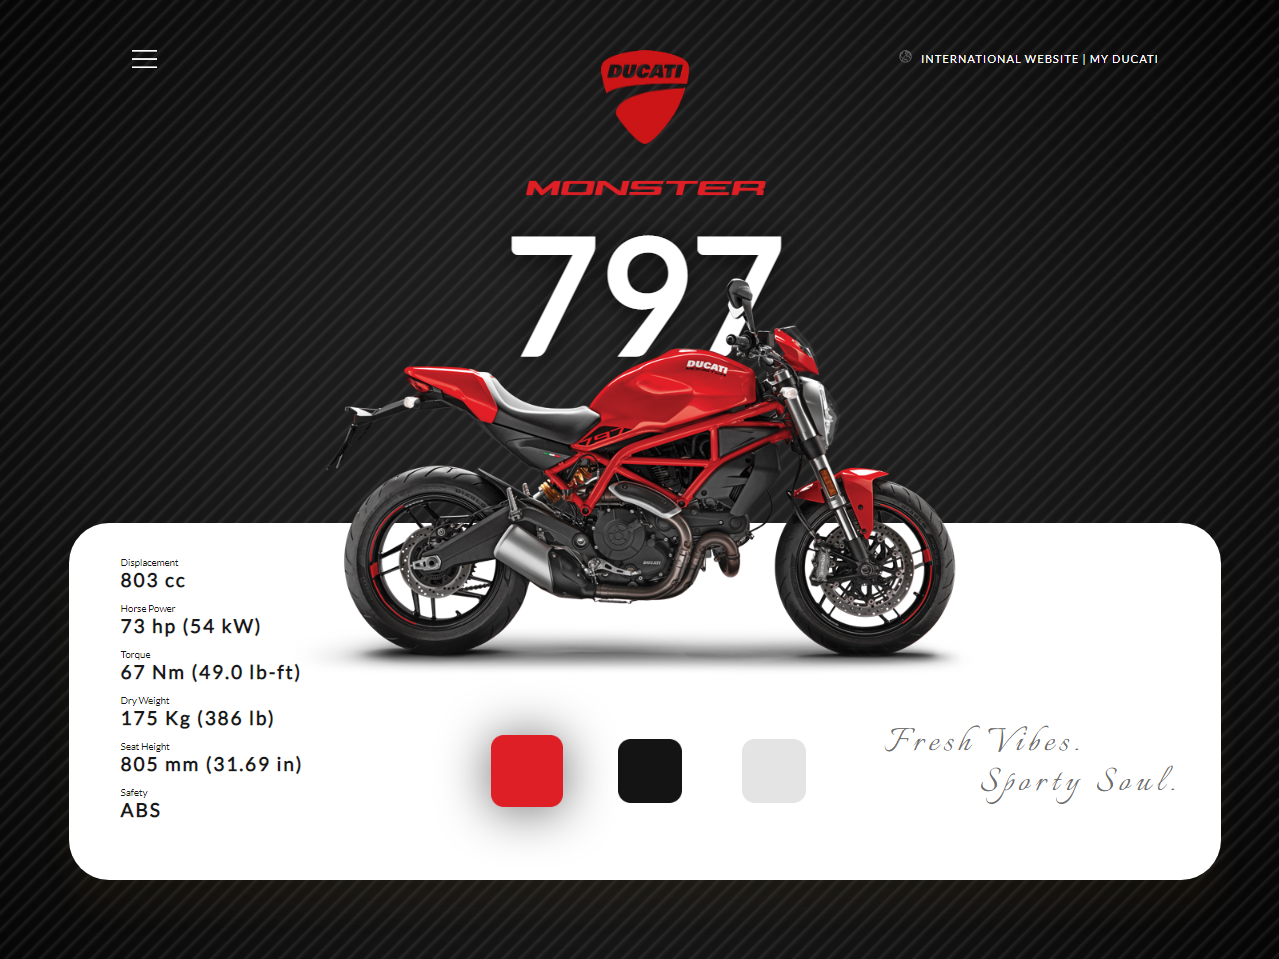 INTERNATIONAL WEBSITE | MY DUCATI
DUCATI
MONSTER
797
DUCATI
797
Displacement
803 cc
Horse Power
73 hp (54 kW)
Torque
67 Nm (49.0 lb-ft)
Dry Weight
175 Kg (386 lb)
Seat Height
805 mm (31.69 in)
Safety
ABS
Fresh Vibes.
Sporty Soul.